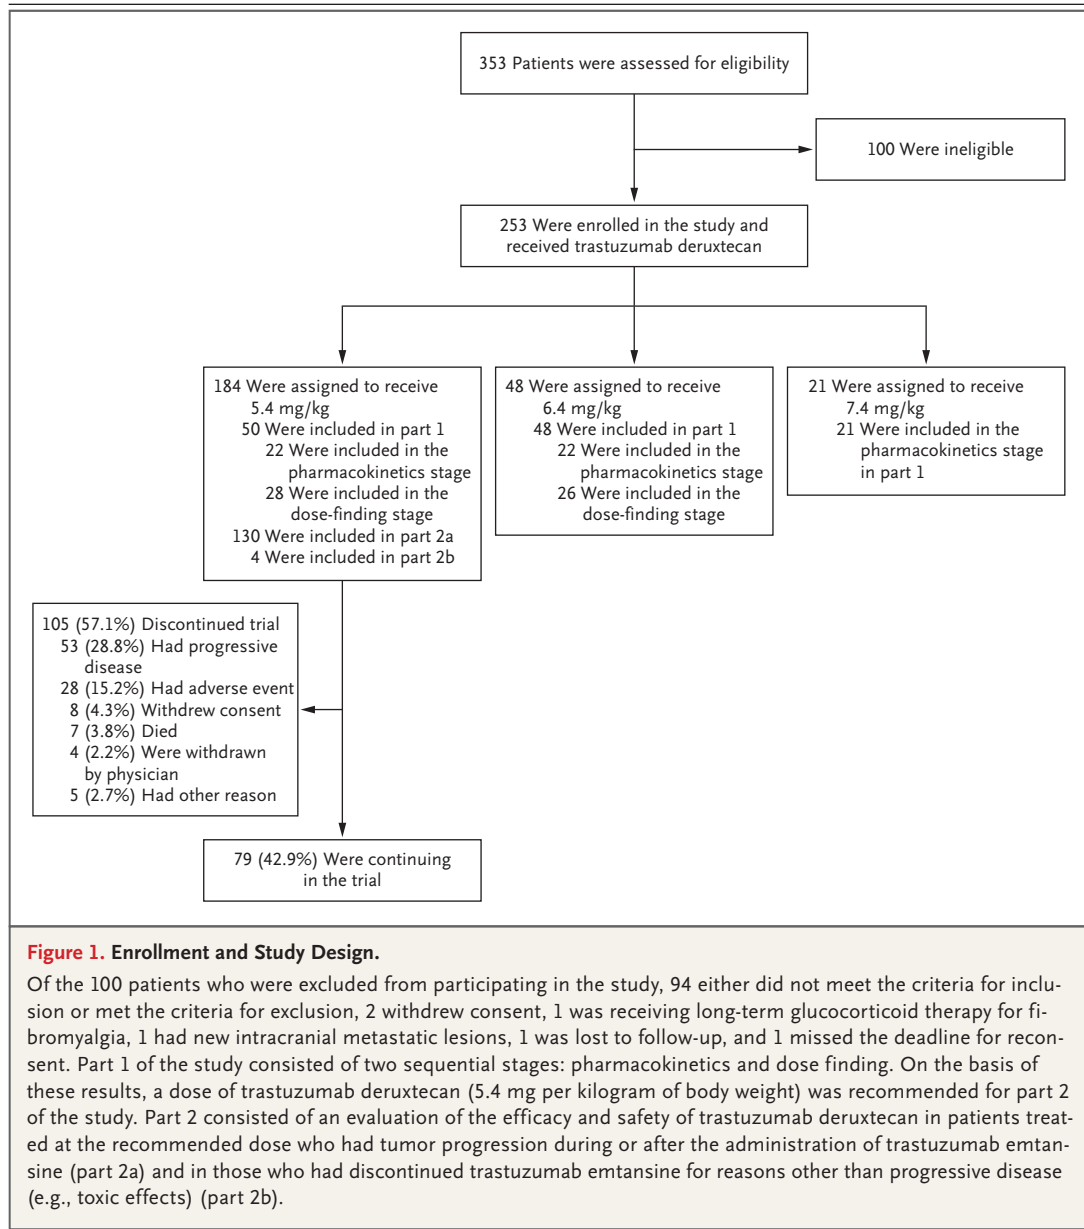 353 Patients were assessed for eligibility
100 Were ineligible
253 Were enrolled in the study and
received trastuzumab deruxtecan
184 Were assigned to receive
5.4 mg/kg
50 Were included in part 1
22 Were included in the
pharmacokinetics stage
28 Were included in the
dose-finding stage
130 Were included in part 2a
4 Were included in part 2b
48 Were assigned to receive
6.4 mg/kg
48 Were included in part 1
22 Were included in the
pharmacokinetics stage
26 Were included in the
dose-finding stage
21 Were assigned to receive
7.4 mg/kg
21 Were included in the
pharmacokinetics stage
in part 1
105 (57.1%) Discontinued trial
53 (28.8%) Had progressive
disease
28 (15.2%) Had adverse event
8 (4.3%) Withdrew consent
7 (3.8%) Died
4 (2.2%) Were withdrawn
by physician
5 (2.7%) Had other reason
79 (42.9%) Were continuing
in the trial
Figure 1. Enrollment and Study Design.
Of the 100 patients who were excluded from participating in the study, 94 either did not meet the criteria for inclu-
sion or met the criteria for exclusion, 2 withdrew consent, 1 was receiving long-term glucocorticoid therapy for fi-
bromyalgia, 1 had new intracranial metastatic lesions, 1 was lost to follow-up, and 1 missed the deadline for recon-
sent. Part 1 of the study consisted of two sequential stages: pharmacokinetics and dose finding. On the basis of
these results, a dose of trastuzumab deruxtecan (5.4 mg per kilogram of body weight) was recommended for part 2
of the study. Part 2 consisted of an evaluation of the efficacy and safety of trastuzumab deruxtecan in patients treat-
ed at the recommended dose who had tumor progression during or after the administration of trastuzumab emtan-
sine (part 2a) and in those who had discontinued trastuzumab emtansine for reasons other than progressive disease
(e.g., toxic effects) (part 2b).